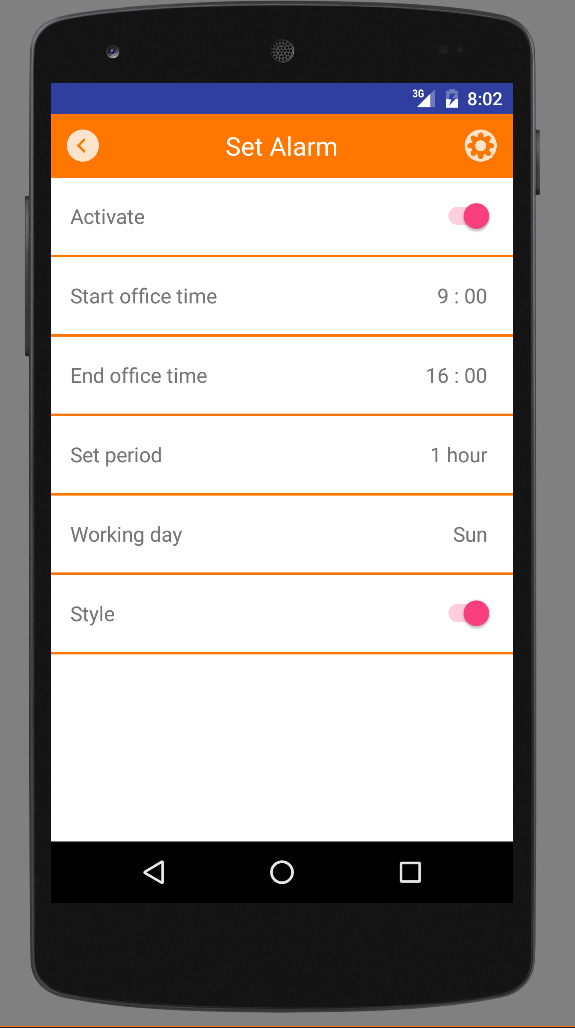 3G 8:02
Set Alarm
Activate
Start office time 9 : 00
End office time 16 : 00
Set period 1 hour
Working day Sun
Style